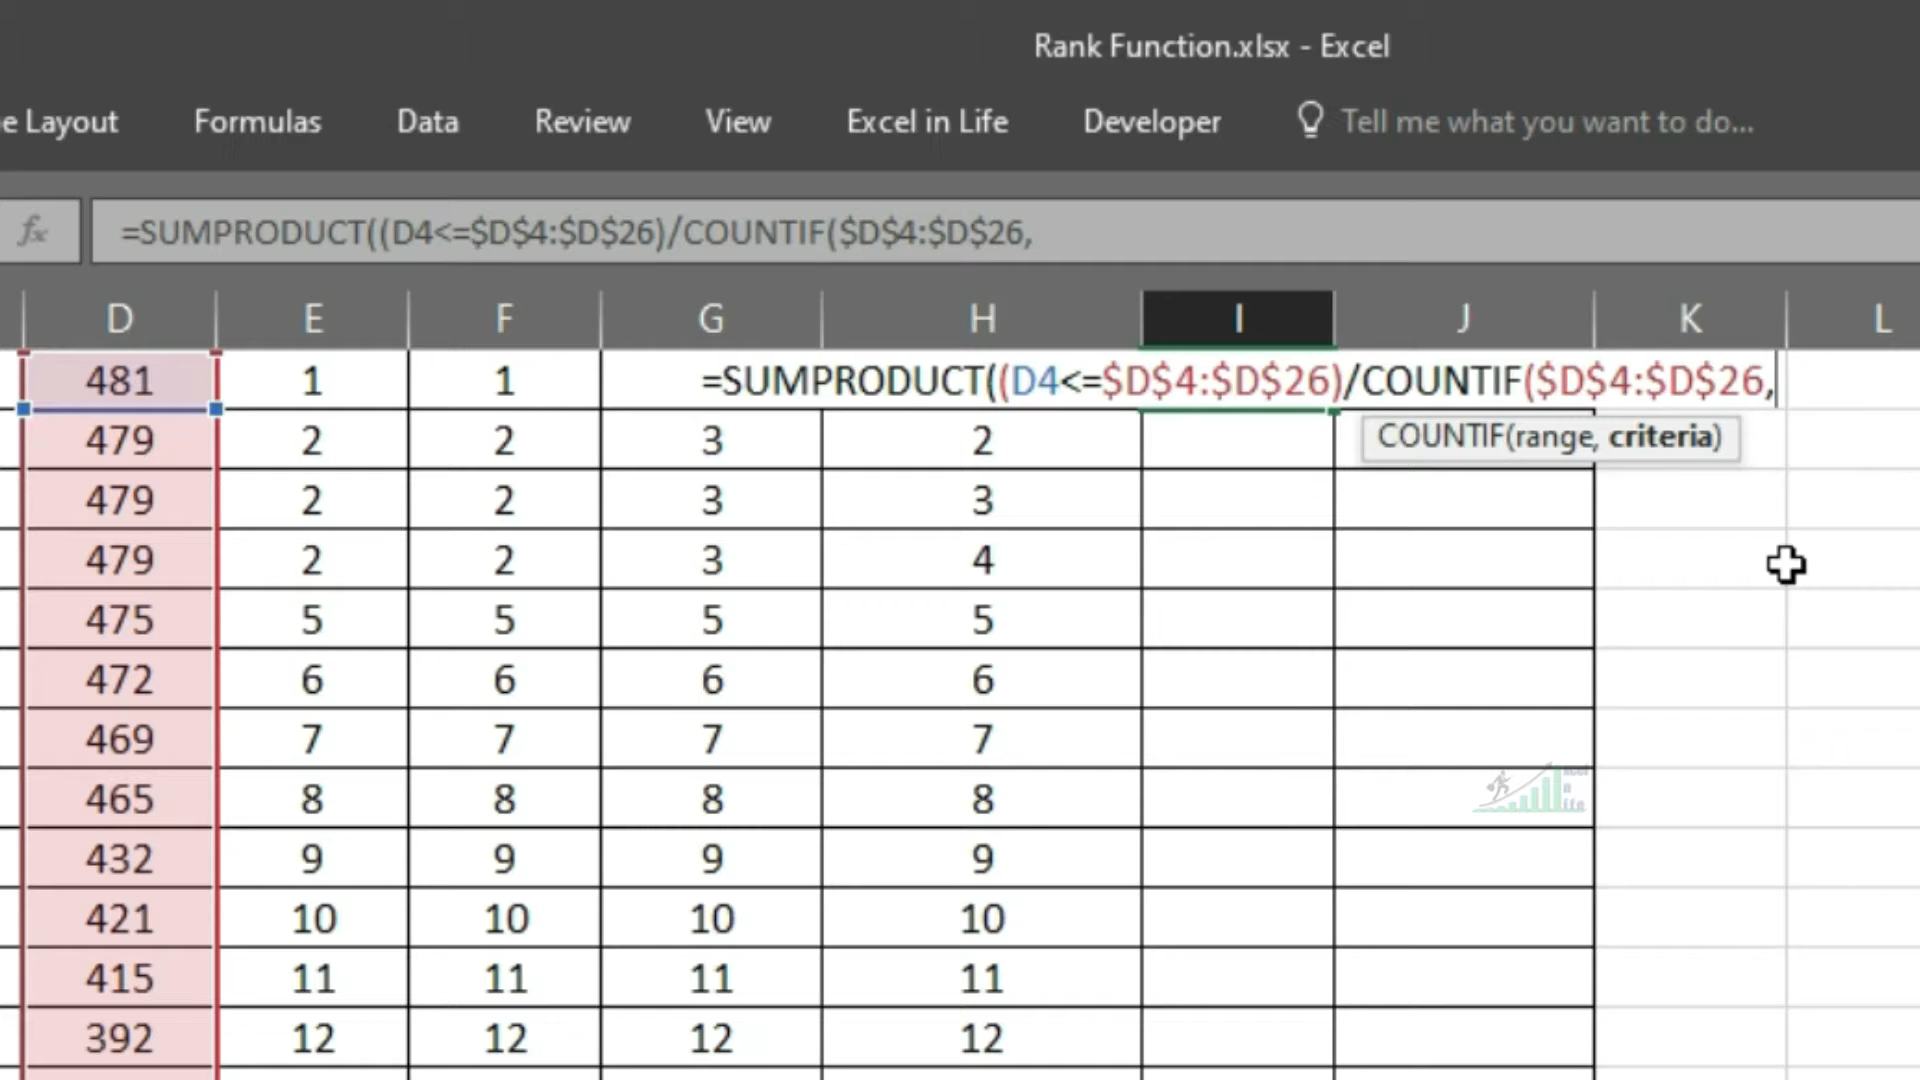 Rank Function.xlsx - Excel
e Layout Formulas Data Review View Excel in Life Developer Tell me what you want to do...
fx =SUMPRODUCT((D4<=$D$4:$D$26)/COUNTIF($D$4:$D$26,
D E F G H I J K L
481 1 1 =SUMPRODUCT((D4<=$D$4:$D$26)/COUNTIF($D$4:$D$26,
COUNTIF(range, criteria)
479 2 2 3 2
479 2 2 3 3
479 2 2 3 4
475 5 5 5 5
472 6 6 6 6
469 7 7 7 7
465 8 8 8 8
432 9 9 9 9
421 10 10 10 10
415 11 11 11 11
392 12 12 12 12